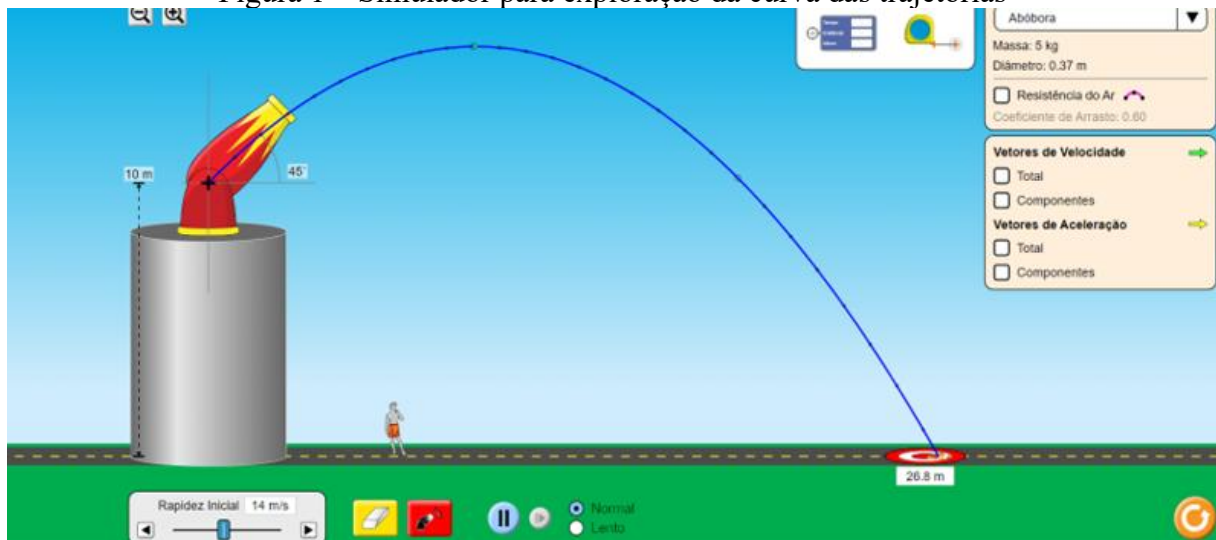 Figura 1 – Simulador para exploração da curva das trajetórias
Abóbora
Massa: 5 kg
Diâmetro: 0.37 m
Resistência do Ar
Coeficiente de Arrasto: 0.60
Vetores de Velocidade
Total
Componentes
Vetores de Aceleração
Total
Componentes
10 m
45°
26.8 m
Rapidez Inicial 14 m/s
Normal
Lento